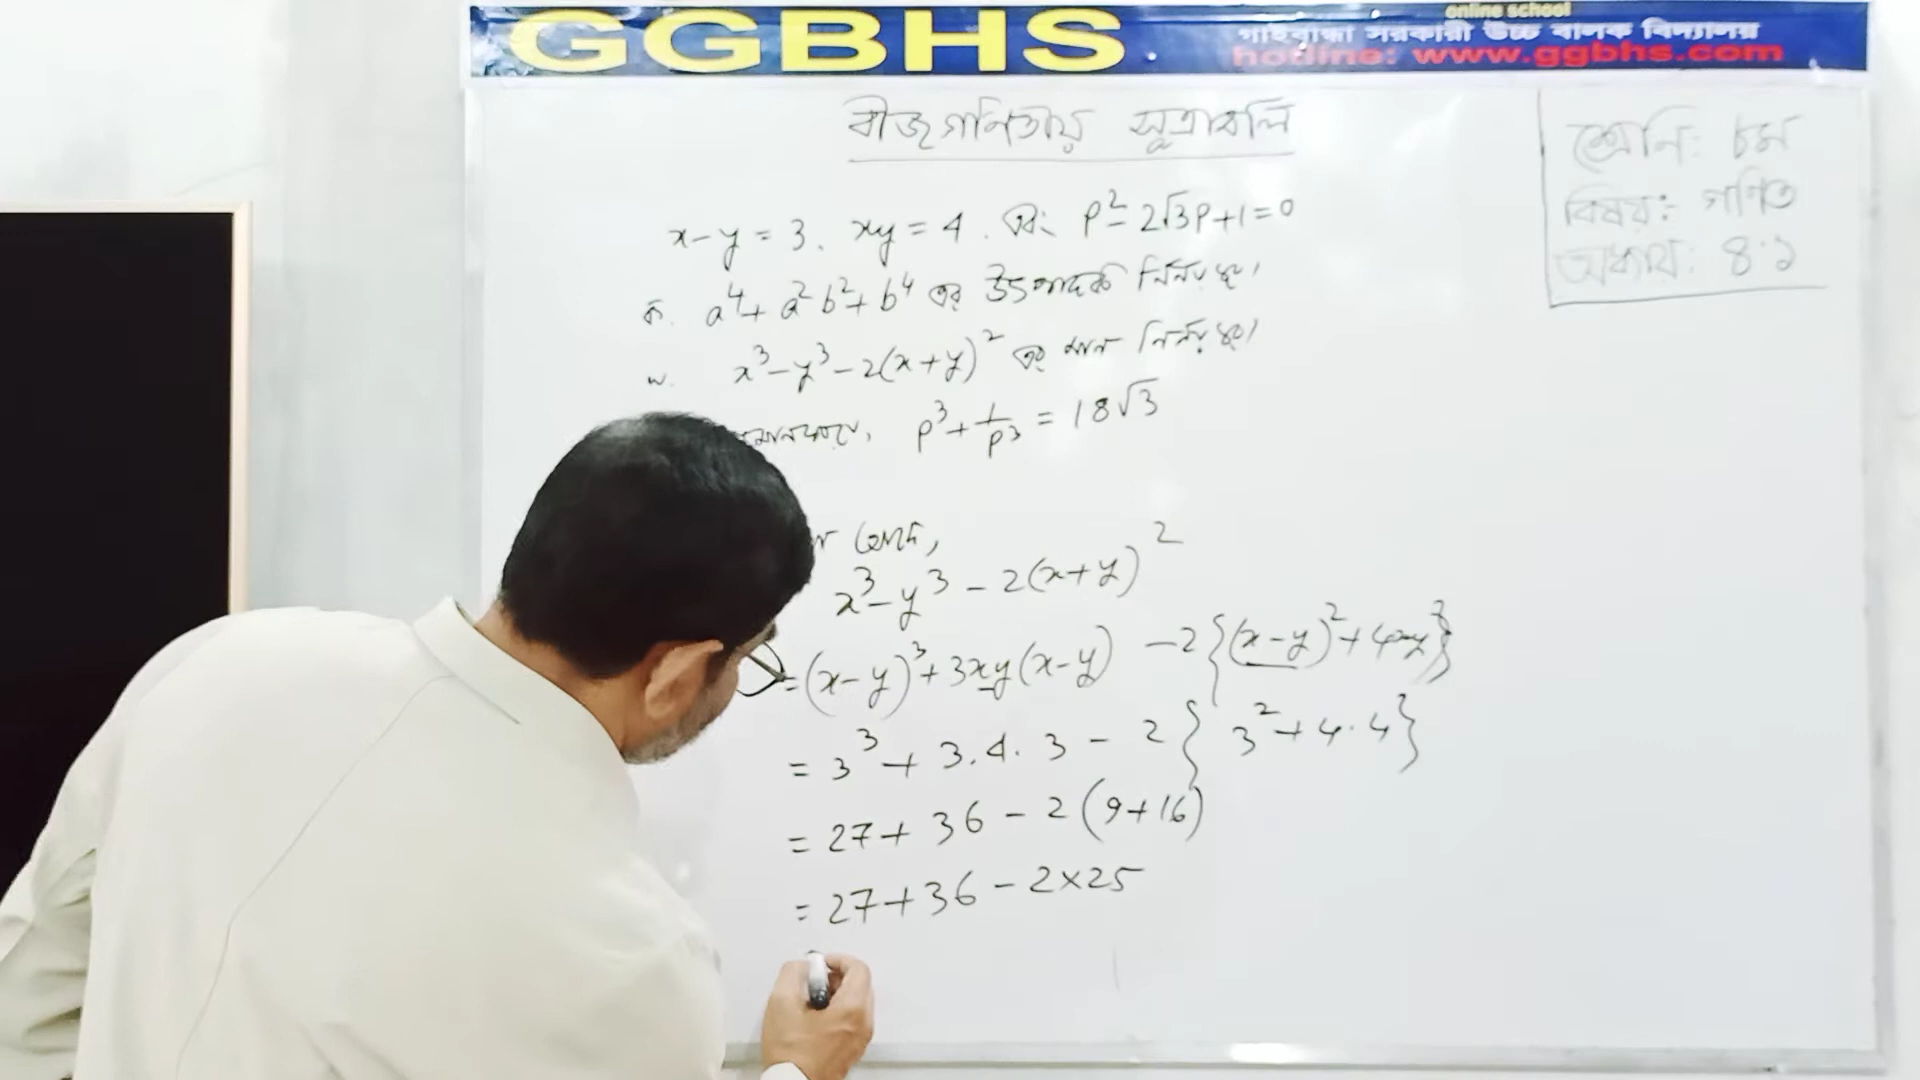 GGBHS
online school
গাইবান্ধা সরকারী উচ্চ বালক বিদ্যালয়
hotline: www.ggbhs.com
বীজগণিতীয় সূত্রাবলি
শ্রেণি: ৮ম
বিষয়: গণিত
অধ্যায়: ৪.১
x-y = 3, xy = 4. এবং p²-2√3p+1=0
ক. a⁴+a²b²+b⁴ এর উৎপাদকে নির্ণয় কর।
খ. x³-y³-2(x+y)² এর মান নির্ণয় কর।
p³+1/p³ = 18√3
x³-y³-2(x+y)²
=(x-y)³+3xy(x-y) -2{(x-y)²+4xy}
= 3³+3.4.3-2{3²+4.4}
= 27+36-2(9+16)
= 27+36-2×25